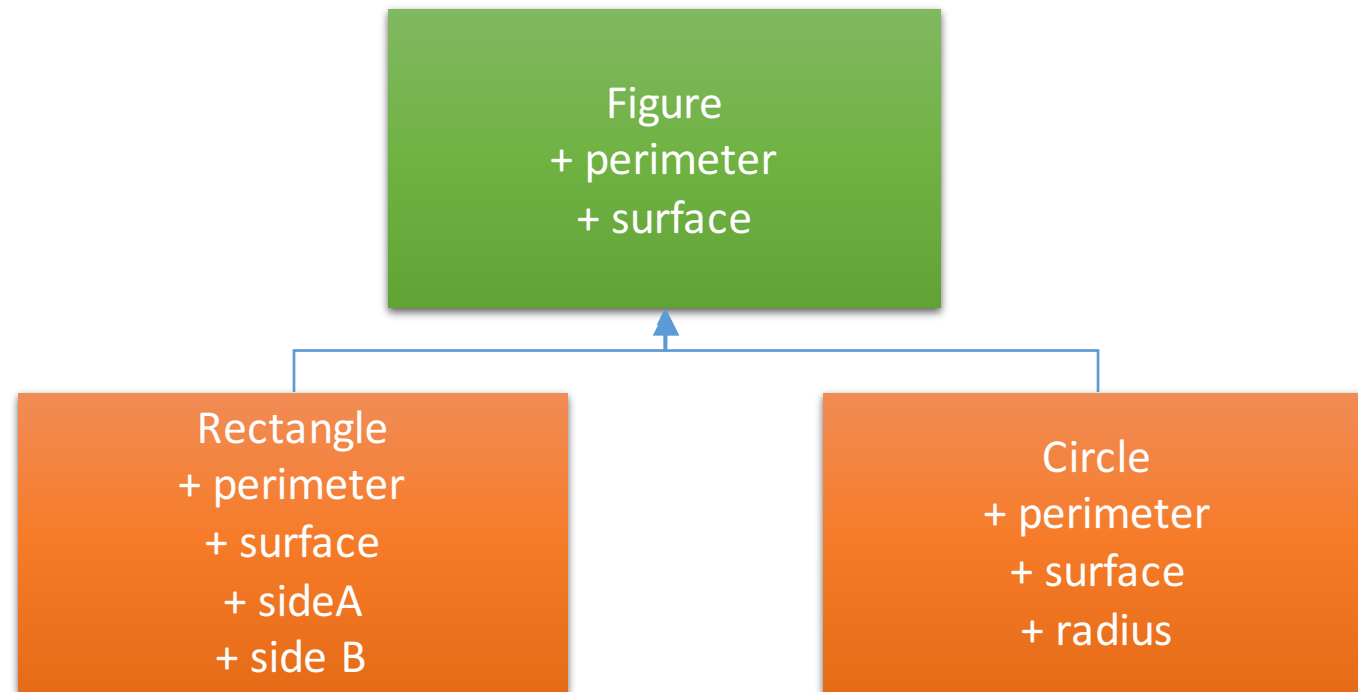 Figure
+ perimeter
+ surface
Rectangle
+ perimeter
+ surface
+ sideA
+ side B
Circle
+ perimeter
+ surface
+ radius